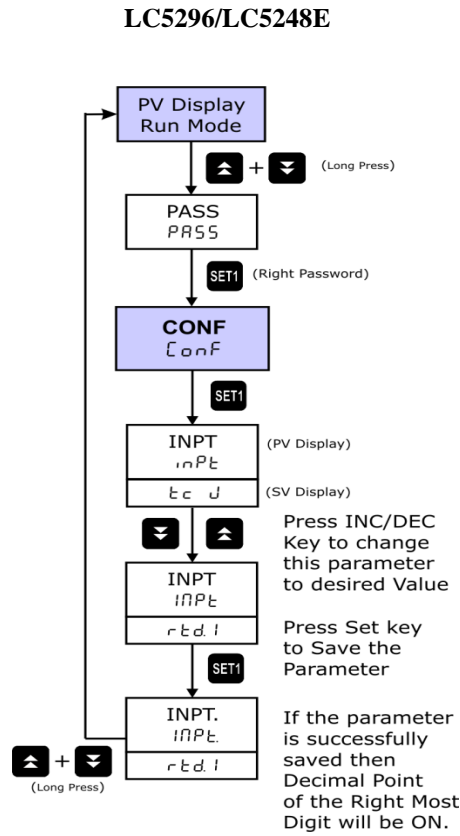 LC5296/LC5248E
PV Display
Run Mode
+ (Long Press)
PASS
PASS
SET1 (Right Password)
CONF
ConF
SET1
INPT (PV Display)
inPt
tc J (SV Display)
Press INC/DEC
Key to change
this parameter
to desired Value
INPT
INPt
rtd.1
Press Set key
to Save the
Parameter
SET1
INPT.
INPt.
rtd.1
If the parameter
is successfully
saved then
Decimal Point
of the Right Most
Digit will be ON.
+
(Long Press)